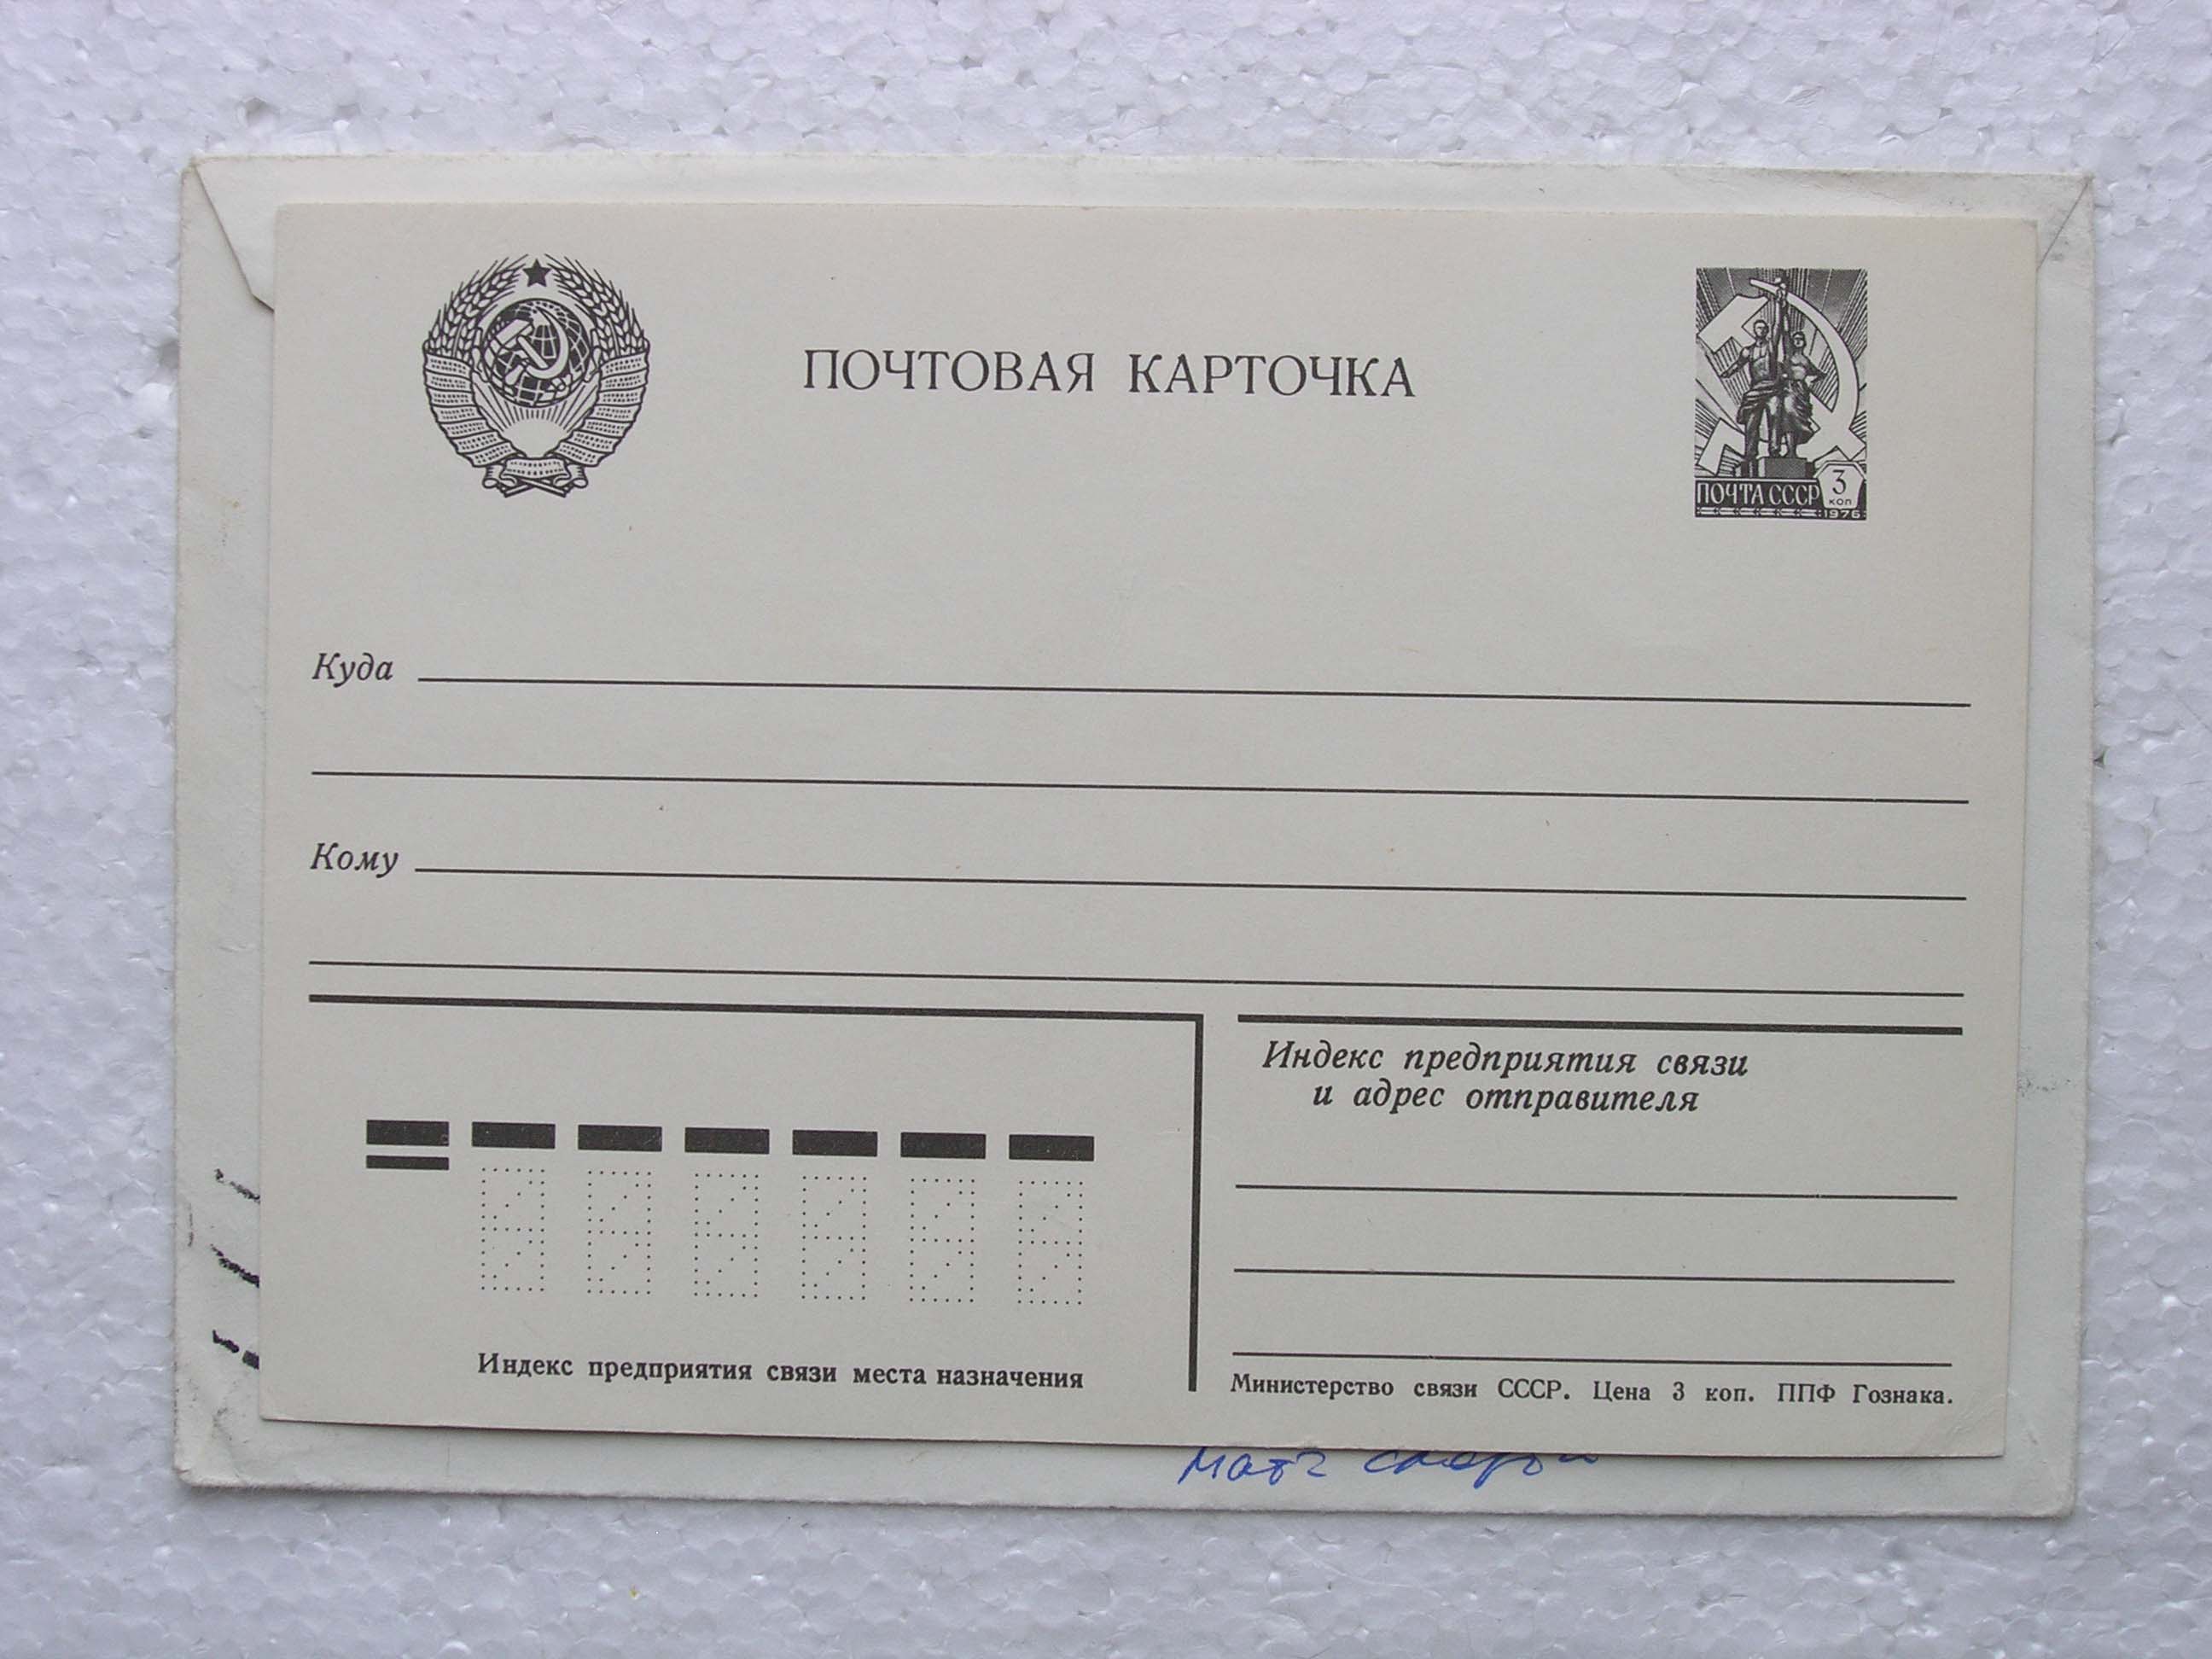 ПОЧТОВАЯ КАРТОЧКА
ПОЧТА СССР 3 коп
1976
Куда
Кому
Индекс предприятия связи
и адрес отправителя
Индекс предприятия связи места назначения
Министерство связи СССР. Цена 3 коп. ППФ Гознака.